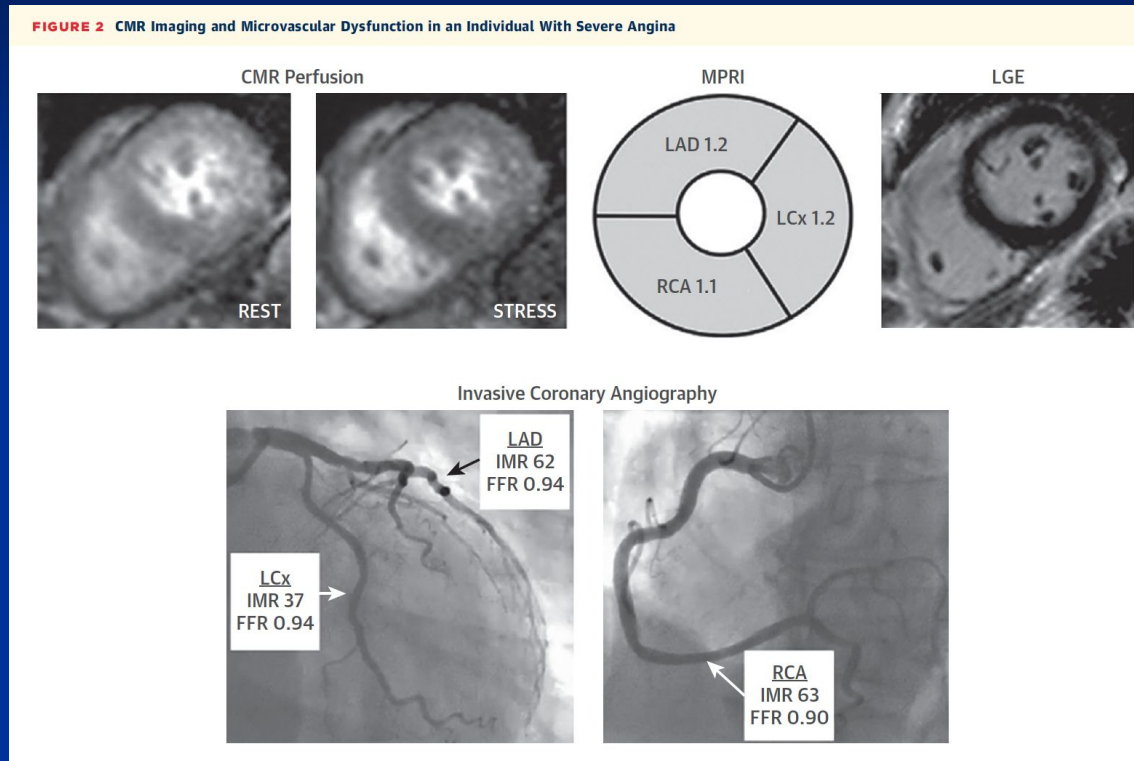 FIGURE 2 CMR Imaging and Microvascular Dysfunction in an Individual With Severe Angina
CMR Perfusion
MPRI
LGE
REST
STRESS
LAD 1.2
LCx 1.2
RCA 1.1
Invasive Coronary Angiography
LAD
IMR 62
FFR 0.94
LCx
IMR 37
FFR 0.94
RCA
IMR 63
FFR 0.90